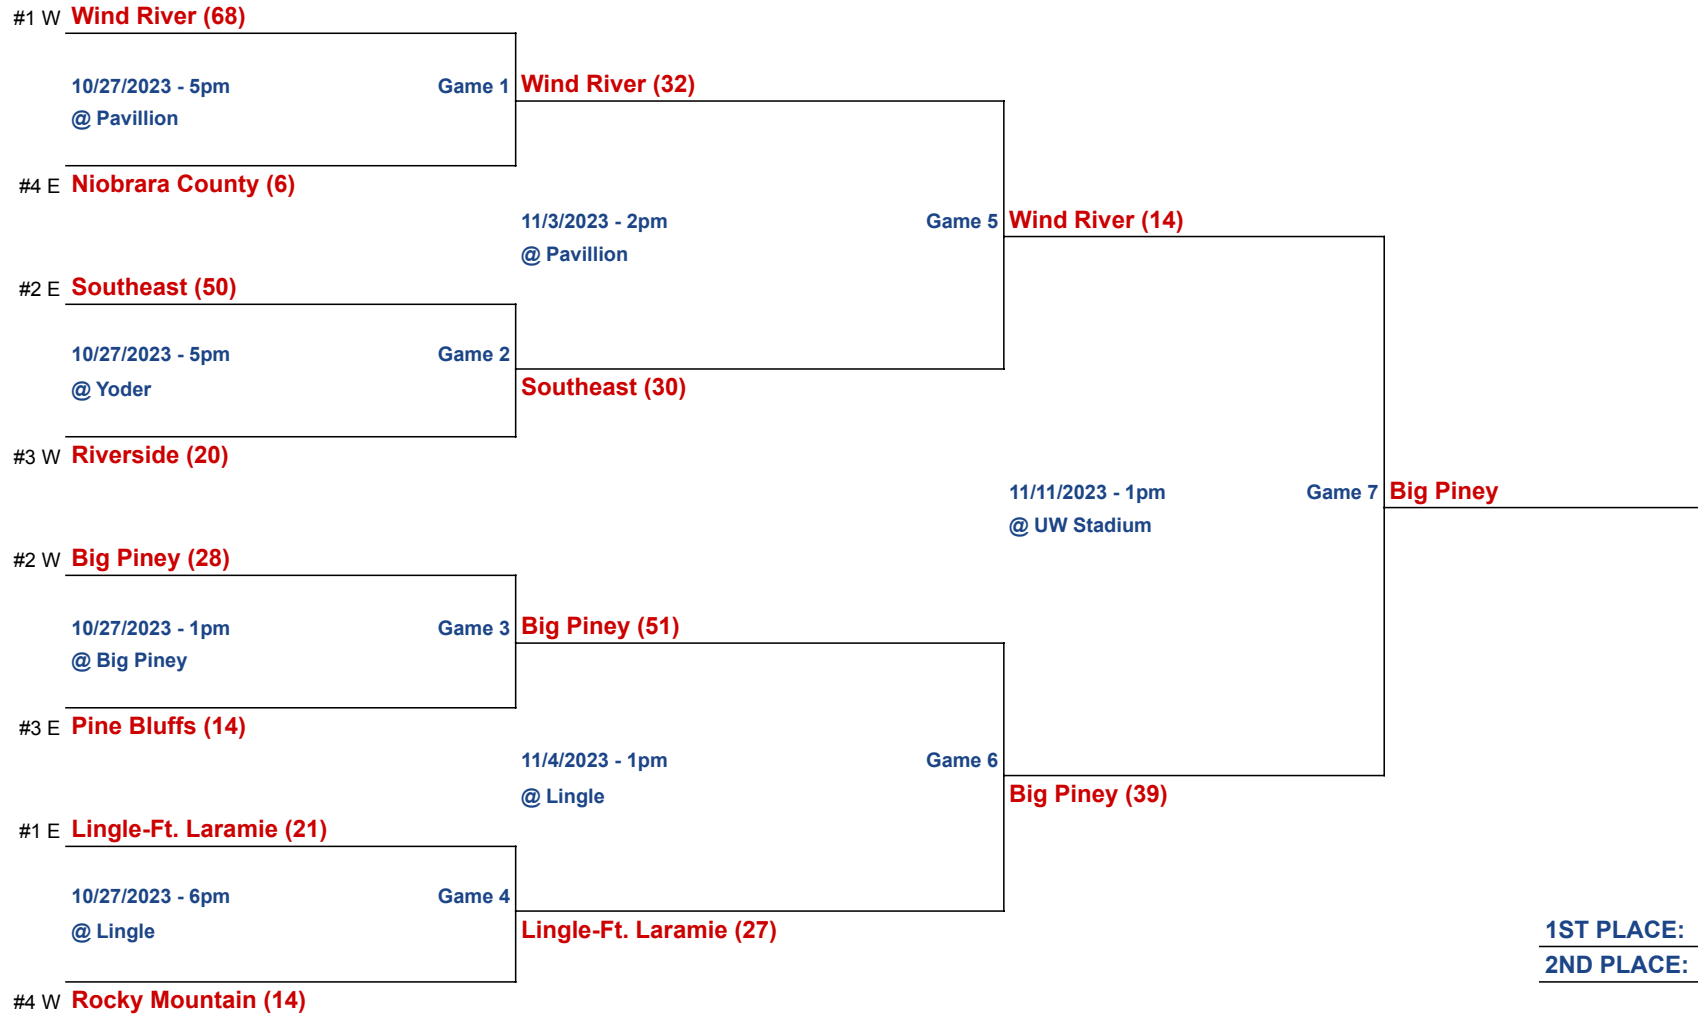 #1 W Wind River (68)
10/27/2023 - 5pm Game 1 Wind River (32)
@ Pavillion
#4 E Niobrara County (6)
11/3/2023 - 2pm Game 5 Wind River (14)
@ Pavillion
#2 E Southeast (50)
10/27/2023 - 5pm Game 2
@ Yoder Southeast (30)
#3 W Riverside (20)
11/11/2023 - 1pm Game 7 Big Piney
@ UW Stadium
#2 W Big Piney (28)
10/27/2023 - 1pm Game 3 Big Piney (51)
@ Big Piney
#3 E Pine Bluffs (14)
11/4/2023 - 1pm Game 6
@ Lingle Big Piney (39)
#1 E Lingle-Ft. Laramie (21)
10/27/2023 - 6pm Game 4
@ Lingle Lingle-Ft. Laramie (27) 1ST PLACE:
2ND PLACE:
#4 W Rocky Mountain (14)